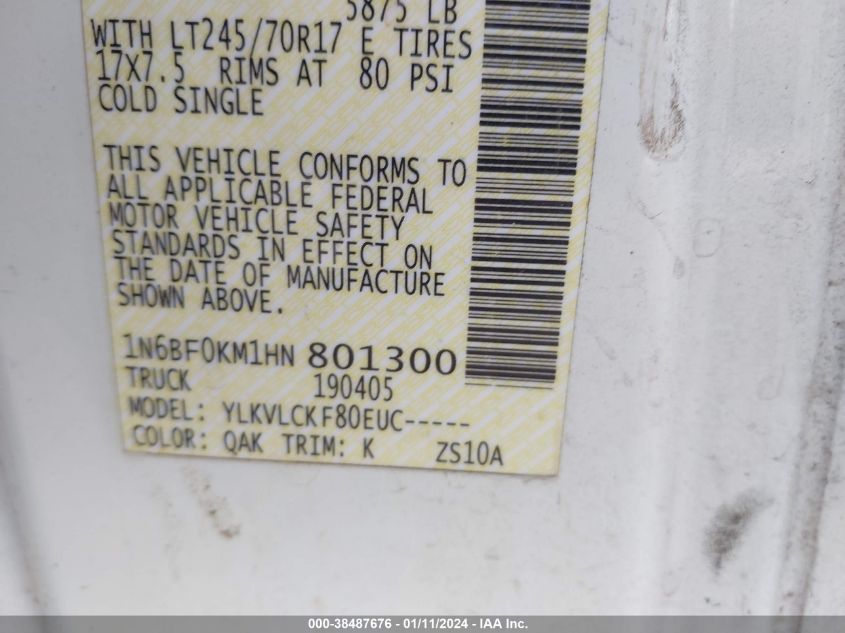 5875 LB
WITH LT245/70R17 E TIRES
17X7.5 RIMS AT 80 PSI
COLD SINGLE
THIS VEHICLE CONFORMS TO
ALL APPLICABLE FEDERAL
MOTOR VEHICLE SAFETY
STANDARDS IN EFFECT ON
THE DATE OF MANUFACTURE
SHOWN ABOVE.
1N6BF0KM1HN 801300
TRUCK 190405
MODEL: YLKVLCKF80EUC-----
COLOR: QAK TRIM: K ZS10A
000-38487676 - 01/11/2024 - IAA Inc.